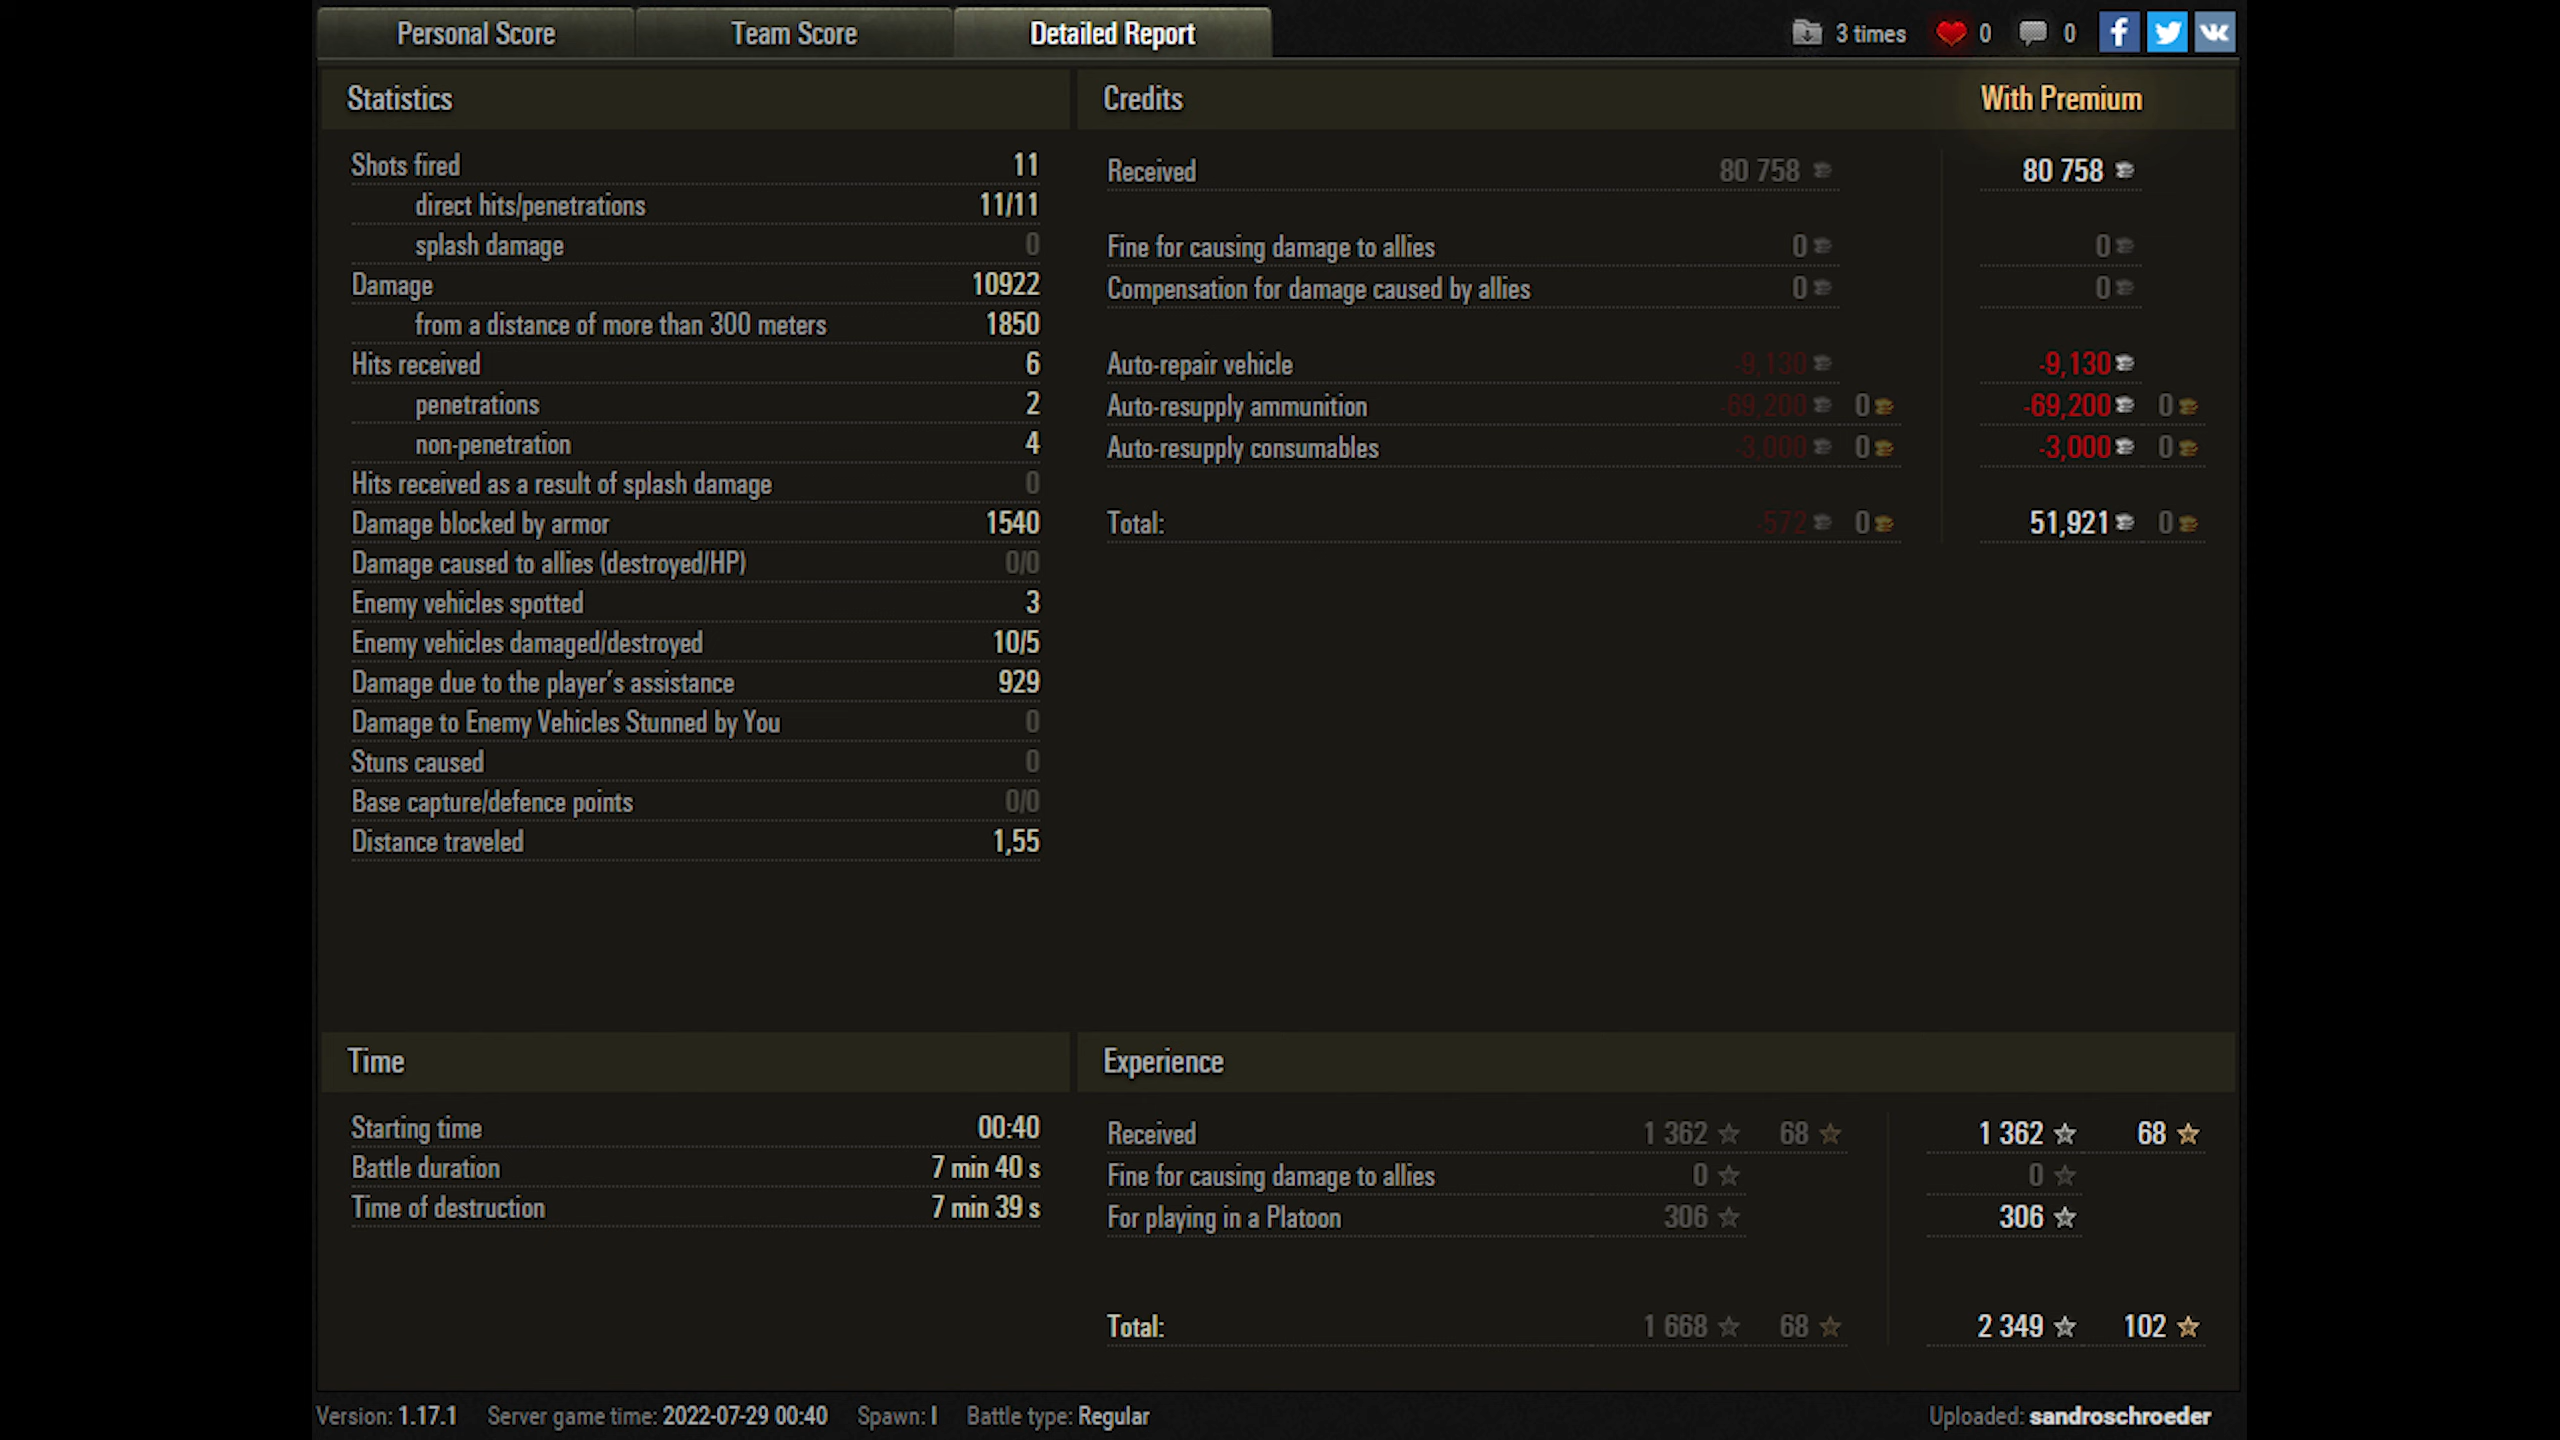 Personal Score Team Score Detailed Report 3 times 0 0
Statistics
Shots fired 11
direct hits/penetrations 11/11
splash damage 0
Damage 10922
from a distance of more than 300 meters 1850
Hits received 6
penetrations 2
non-penetration 4
Hits received as a result of splash damage 0
Damage blocked by armor 1540
Damage caused to allies (destroyed/HP) 0/0
Enemy vehicles spotted 3
Enemy vehicles damaged/destroyed 10/5
Damage due to the player's assistance 929
Damage to Enemy Vehicles Stunned by You 0
Stuns caused 0
Base capture/defence points 0/0
Distance traveled 1,55
Credits With Premium
Received 80 758 80 758
Fine for causing damage to allies 0 0
Compensation for damage caused by allies 0 0
Auto-repair vehicle -9,130 -9,130
Auto-resupply ammunition -69,200 0 -69,200 0
Auto-resupply consumables -3,000 0 -3,000 0
Total: -572 0 51,921 0
Time
Starting time 00:40
Battle duration 7 min 40 s
Time of destruction 7 min 39 s
Experience
Received 1 362 68 1 362 68
Fine for causing damage to allies 0 0
For playing in a Platoon 306 306
Total: 1 668 68 2 349 102
Version: 1.17.1 Server game time: 2022-07-29 00:40 Spawn: I Battle type: Regular Uploaded: sandroschroeder